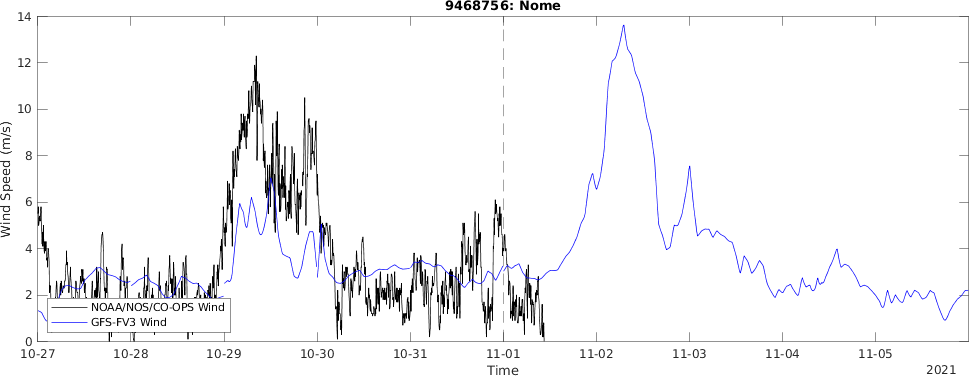 9468756: Nome
14
12
10
8
6
4
2
0
Wind Speed (m/s)
NOAA/NOS/CO-OPS Wind
GFS-FV3 Wind
10-27 10-28 10-29 10-30 10-31 11-01 11-02 11-03 11-04 11-05
Time
2021